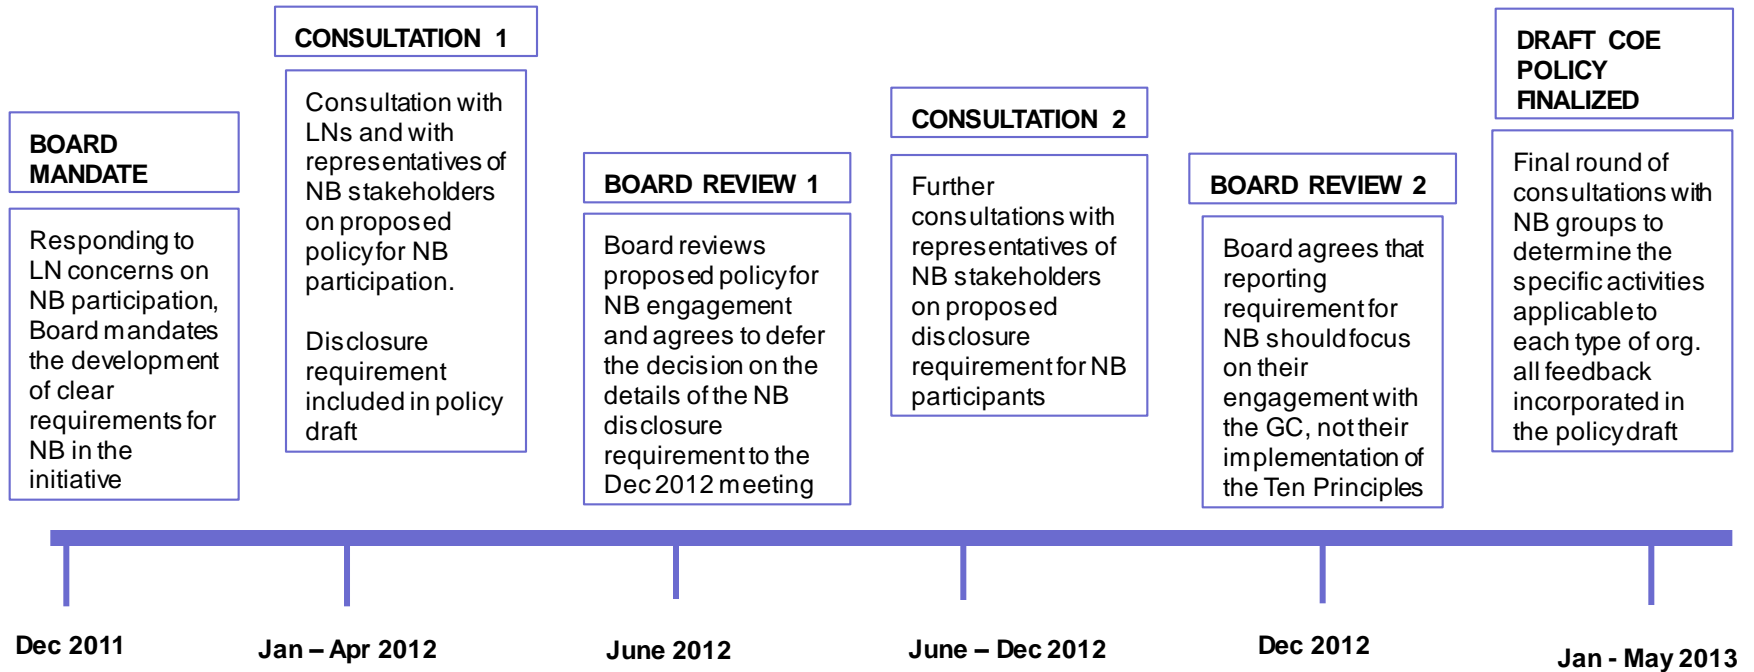 BOARD
MANDATE
Responding to
LN concerns on
NB participation,
Board mandates
the development
of clear
requirements for
NB in the
initiative
CONSULTATION 1
Consultation with
LNs and with
representatives of
NB stakeholders
on proposed
policy for NB
participation.
Disclosure
requirement
included in policy
draft
BOARD REVIEW 1
Board reviews
proposed policy for
NB engagement
and agrees to defer
the decision on the
details of the NB
disclosure
requirement to the
Dec 2012 meeting
CONSULTATION 2
Further
consultations with
representatives of
NB stakeholders
on proposed
disclosure
requirement for NB
participants
BOARD REVIEW 2
Board agrees that
reporting
requirement for
NB should focus
on their
engagement with
the GC, not their
implementation of
the Ten Principles
DRAFT COE
POLICY
FINALIZED
Final round of
consultations with
NB groups to
determine the
specific activities
applicable to
each type of org.
all feedback
incorporated in
the policy draft
Dec 2011
Jan – Apr 2012
June 2012
June – Dec 2012
Dec 2012
Jan - May 2013